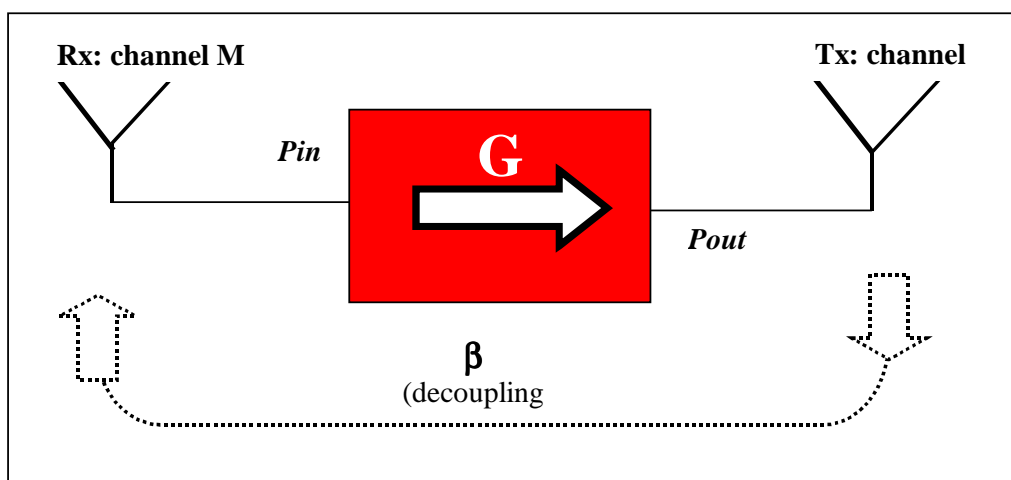 Rx: channel M
Tx: channel
Pin
G
Pout
β
(decoupling